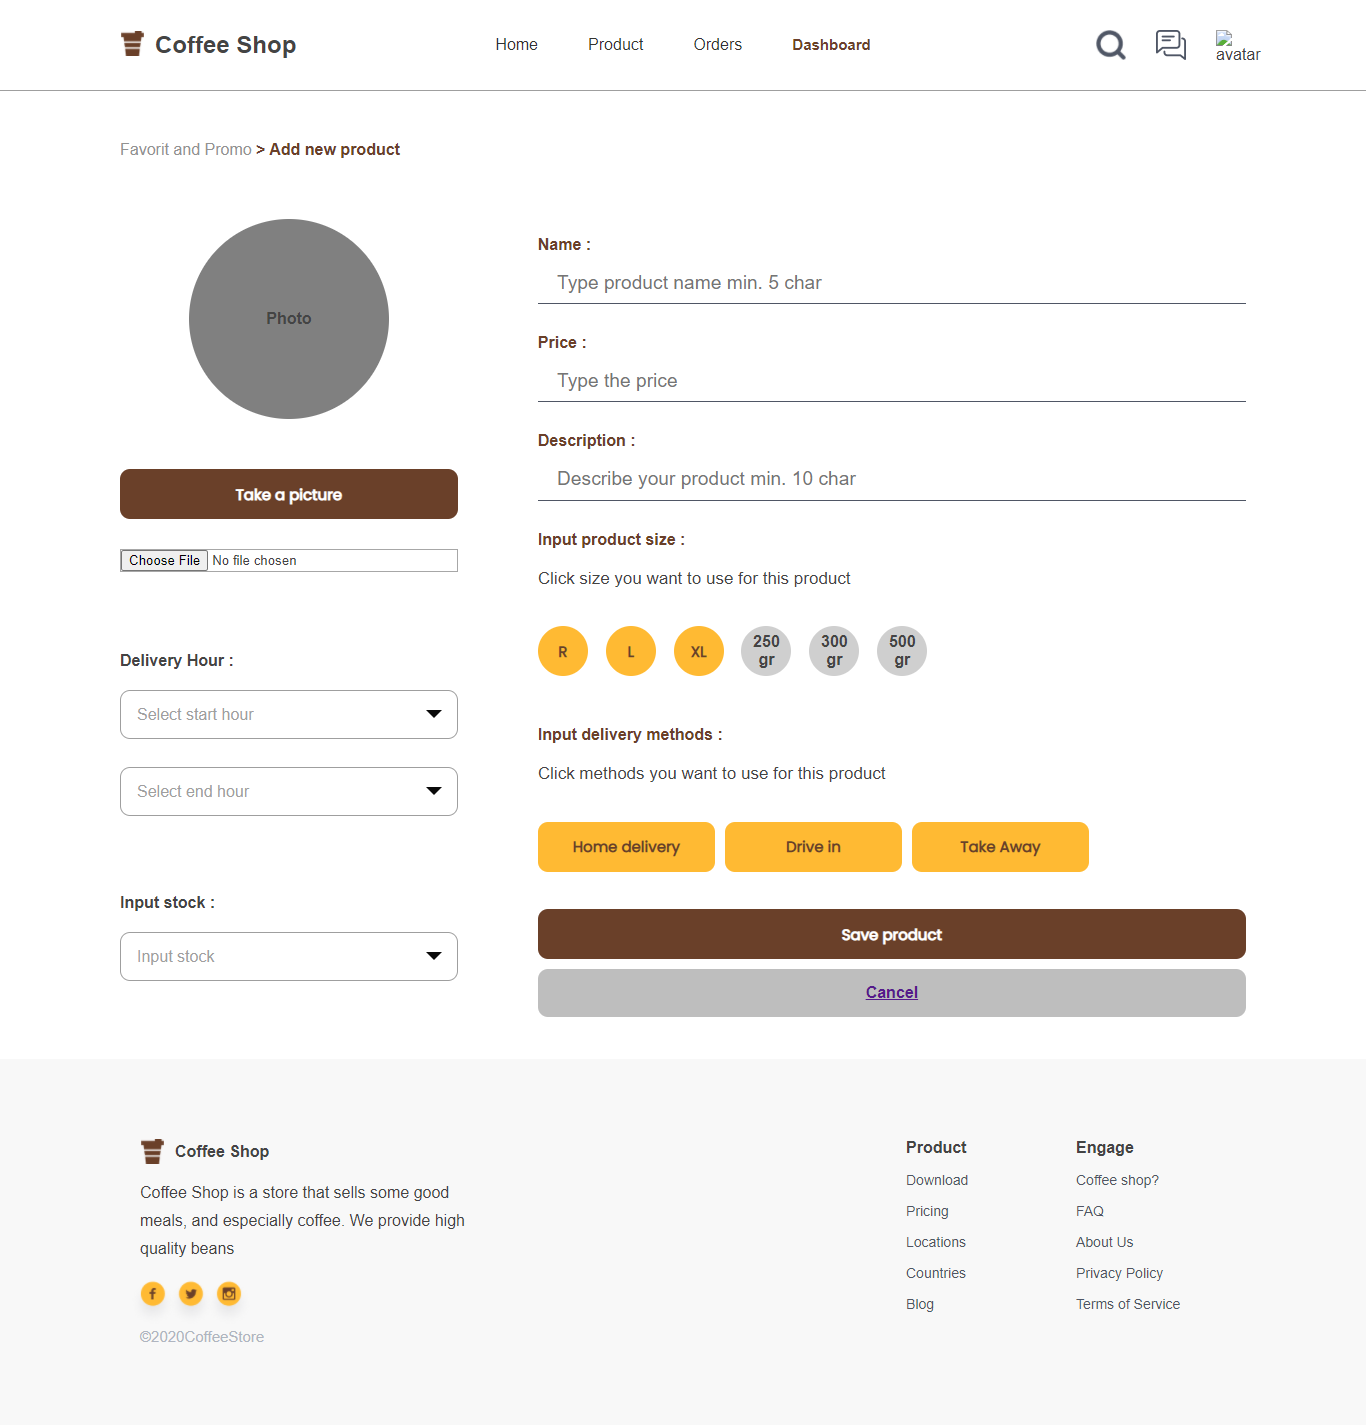 Coffee Shop
Home
Product
Orders
Dashboard
avatar
Favorit and Promo > Add new product
Photo
Take a picture
Choose File No file chosen
Delivery Hour :
Select start hour
Select end hour
Input stock :
Input stock
Name :
Type product name min. 5 char
Price :
Type the price
Description :
Describe your product min. 10 char
Input product size :
Click size you want to use for this product
R
L
XL
250
gr
300
gr
500
gr
Input delivery methods :
Click methods you want to use for this product
Home delivery
Drive in
Take Away
Save product
Cancel
Coffee Shop
Coffee Shop is a store that sells some good
meals, and especially coffee. We provide high
quality beans
©2020CoffeeStore
Product
Download
Pricing
Locations
Countries
Blog
Engage
Coffee shop?
FAQ
About Us
Privacy Policy
Terms of Service